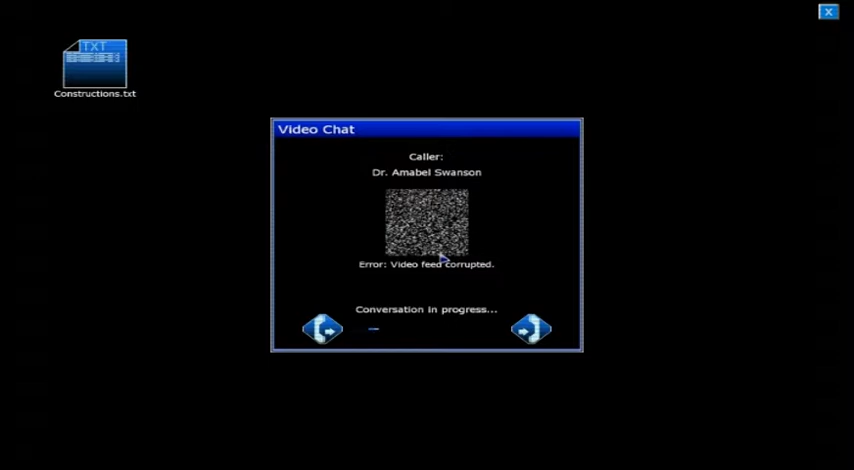 X
TXT
Constructions.txt
Video Chat
Caller:
Dr. Amabel Swanson
Error: Video feed corrupted.
Conversation in progress...